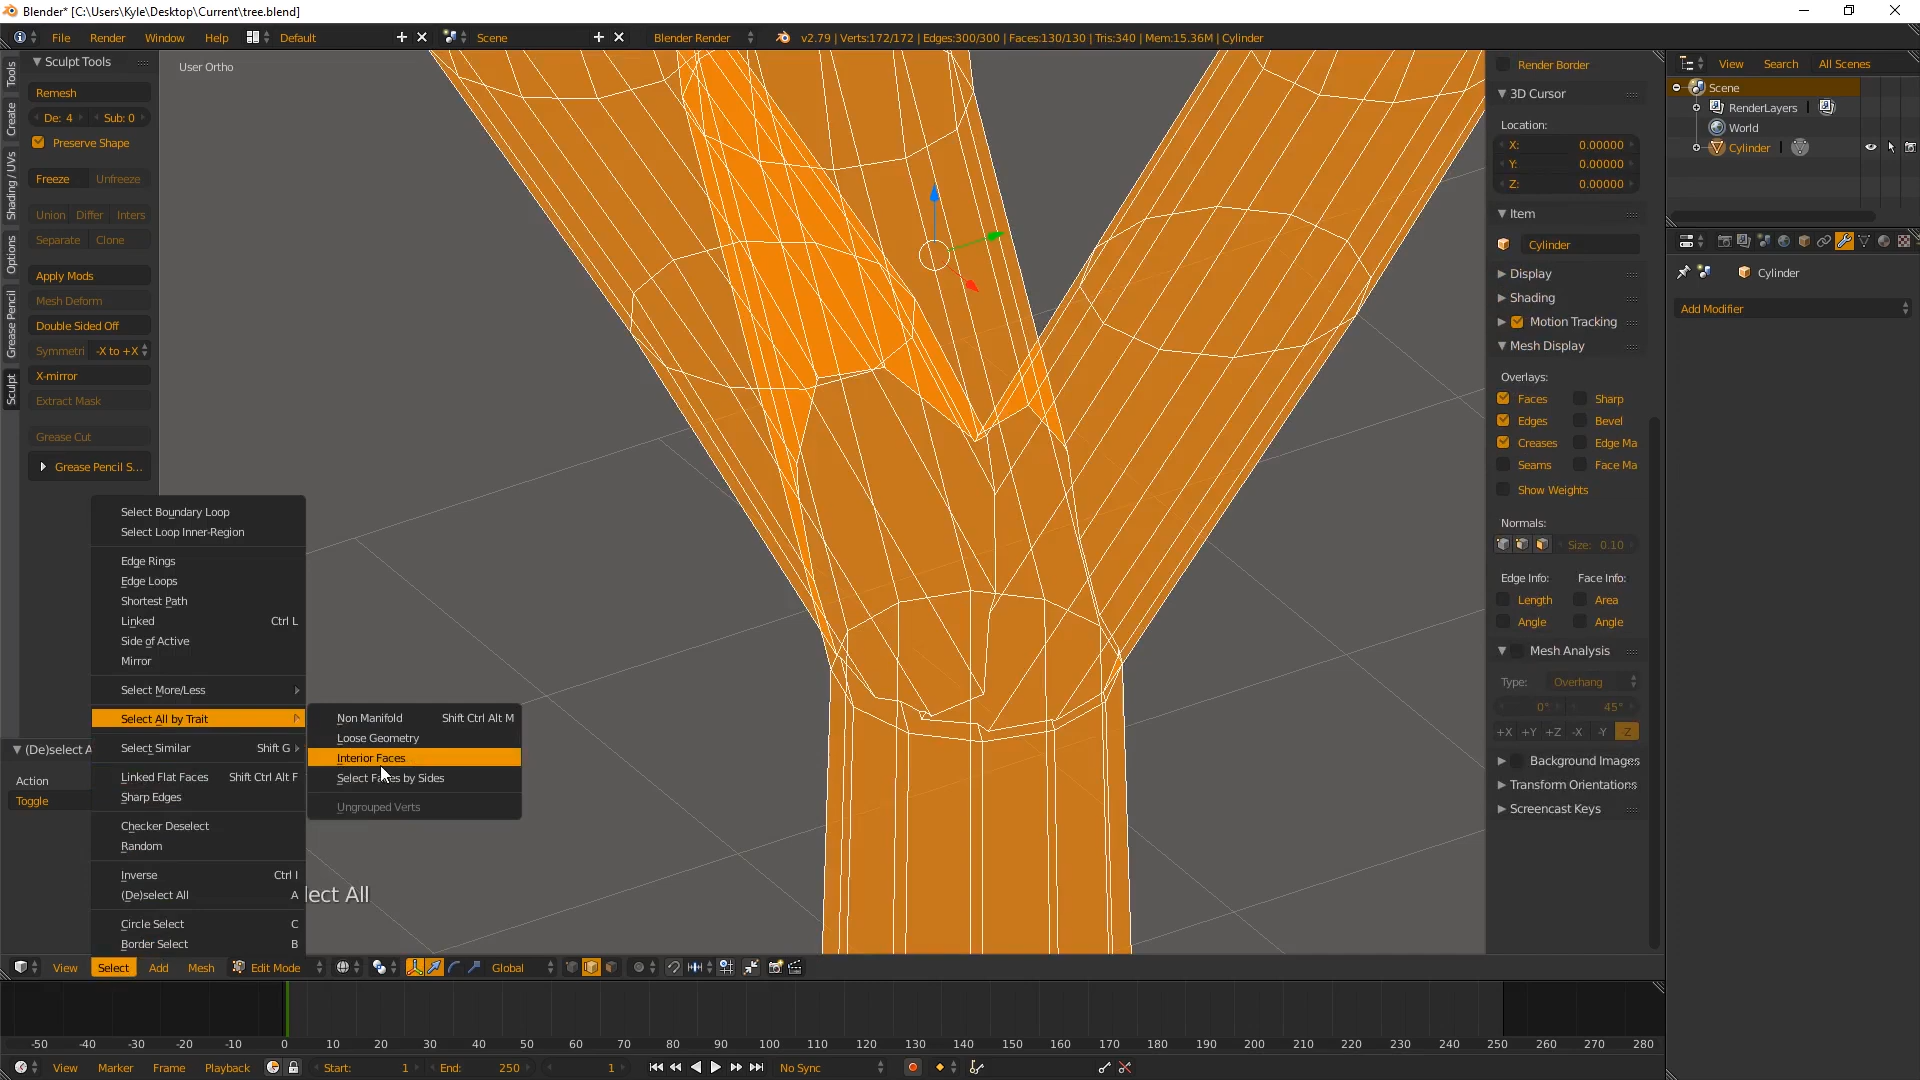 Blender* [C:\Users\Kyle\Desktop\Current\tree.blend]
File Render Window Help Default Scene Blender Render v2.79 | Verts:172/172 | Edges:300/300 | Faces:130/130 | Tris:340 | Mem:15.36M | Cylinder
Tools
Create
Shading / UVs
Options
Grease Pencil
Sculpt
Sculpt Tools
Remesh
De: 4 Sub: 0
Preserve Shape
Freeze Unfreeze
Union Differ Inters
Separate Clone
Apply Mods
Mesh Deform
Double Sided Off
Symmetri -X to +X
X-mirror
Extract Mask
Grease Cut
Grease Pencil S...
(De)select A
Action
Toggle
User Ortho
Select Boundary Loop
Select Loop Inner-Region
Edge Rings
Edge Loops
Shortest Path
Linked Ctrl L
Side of Active
Mirror
Select More/Less
Select All by Trait
Select Similar Shift G
Linked Flat Faces Shift Ctrl Alt F
Sharp Edges
Checker Deselect
Random
Inverse Ctrl I
(De)select All A
Circle Select C
Border Select B
Non Manifold Shift Ctrl Alt M
Loose Geometry
Interior Faces
Select Faces by Sides
Ungrouped Verts
lect All
View Select Add Mesh Edit Mode Global
Render Border
3D Cursor
Location:
X: 0.00000
Y: 0.00000
Z: 0.00000
Item
Cylinder
Display
Shading
Motion Tracking
Mesh Display
Overlays:
Faces Sharp
Edges Bevel
Creases Edge Ma
Seams Face Ma
Show Weights
Normals:
Size: 0.10
Edge Info: Face Info:
Length Area
Angle Angle
Mesh Analysis
Type: Overhang
0° 45°
+X +Y +Z -X -Y -Z
Background Images
Transform Orientations
Screencast Keys
View Search All Scenes
Scene
RenderLayers
World
Cylinder
Cylinder
Add Modifier
-50 -40 -30 -20 -10 0 10 20 30 40 50 60 70 80 90 100 110 120 130 140 150 160 170 180 190 200 210 220 230 240 250 260 270 280
View Marker Frame Playback Start: 1 End: 250 1 No Sync